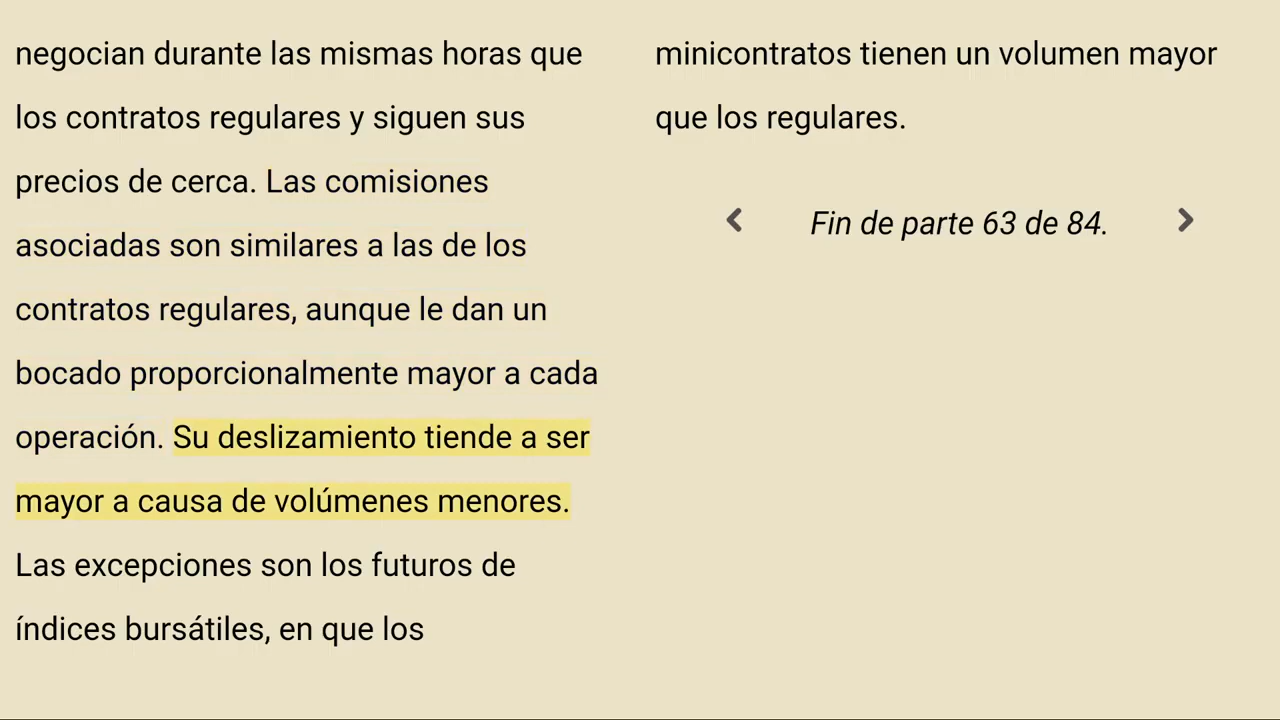 negocian durante las mismas horas que
los contratos regulares y siguen sus
precios de cerca. Las comisiones
asociadas son similares a las de los
contratos regulares, aunque le dan un
bocado proporcionalmente mayor a cada
operación. Su deslizamiento tiende a ser
mayor a causa de volúmenes menores.
Las excepciones son los futuros de
índices bursátiles, en que los
minicontratos tienen un volumen mayor
que los regulares.
Fin de parte 63 de 84.